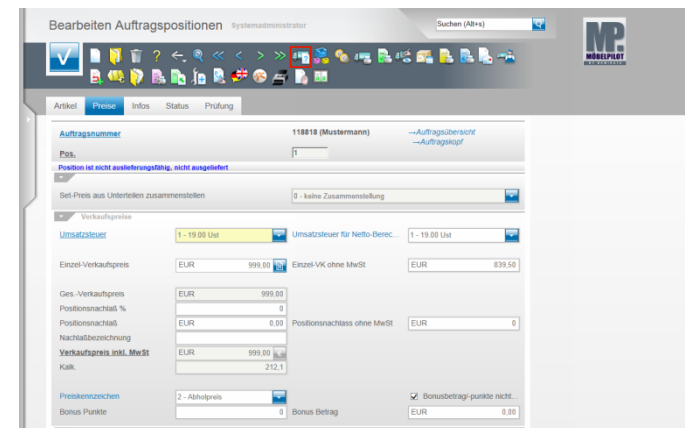 Bearbeiten Auftragspositionen Systemadministrator Suchen (Alt+s)
MP.
MÖBELPILOT
Artikel Preise Infos Status Prüfung
Auftragsnummer 118818 (Mustermann) →Auftragsübersicht
→Auftragskopf
Pos. 1
Position ist nicht auslieferungsfähig, nicht ausgeliefert
Set-Preis aus Unterteilen zusammenstellen 0 - keine Zusammenstellung
Verkaufspreise
Umsatzsteuer 1 - 19.00 Ust Umsatzsteuer für Netto-Berec... 1 - 19.00 Ust
Einzel-Verkaufspreis EUR 999,00 Einzel-VK ohne MwSt EUR 839,50
Ges.-Verkaufspreis EUR 999,00
Positionsnachlaß % 0
Positionsnachlaß EUR 0,00 Positionsnachlass ohne MwSt EUR 0
Nachlaßbezeichnung
Verkaufspreis inkl. MwSt EUR 999,00
Kalk. 212,1
Preiskennzeichen 2 - Abholpreis Bonusbetrag/-punkte nicht...
Bonus Punkte 0 Bonus Betrag EUR 0,00